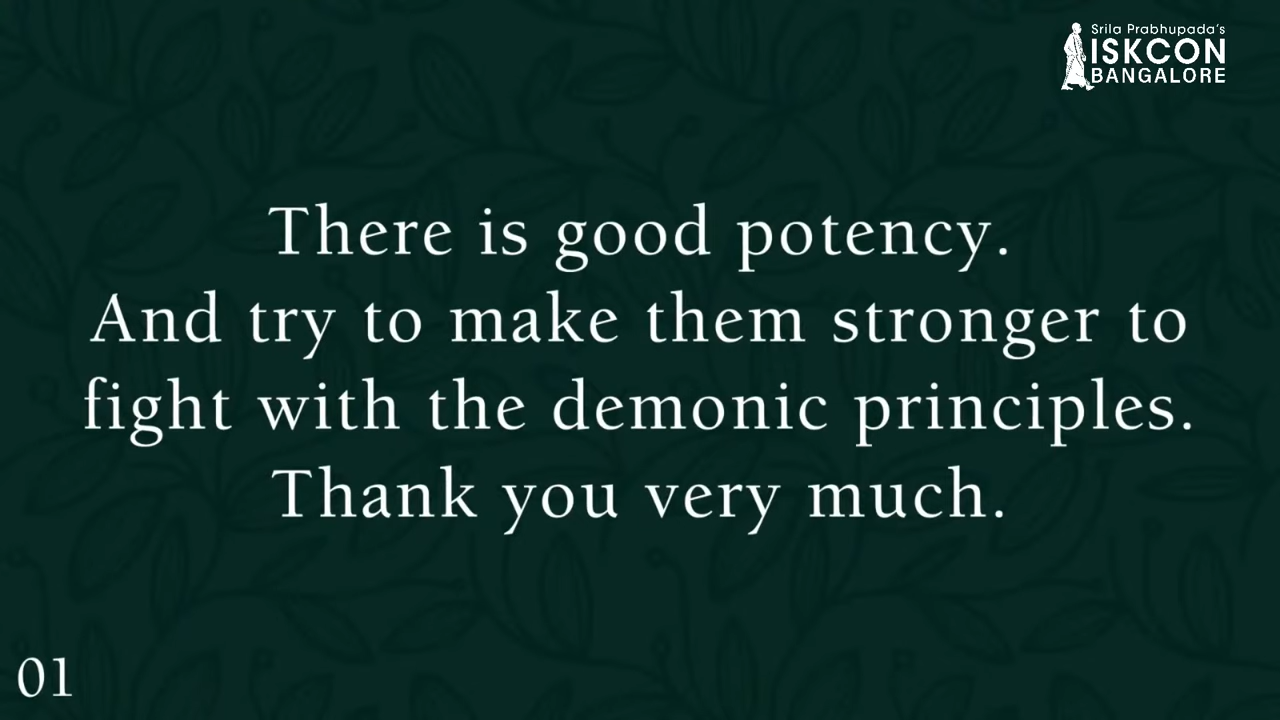 Srila Prabhupada's
ISKCON
BANGALORE
There is good potency.
And try to make them stronger to
fight with the demonic principles.
Thank you very much.
01